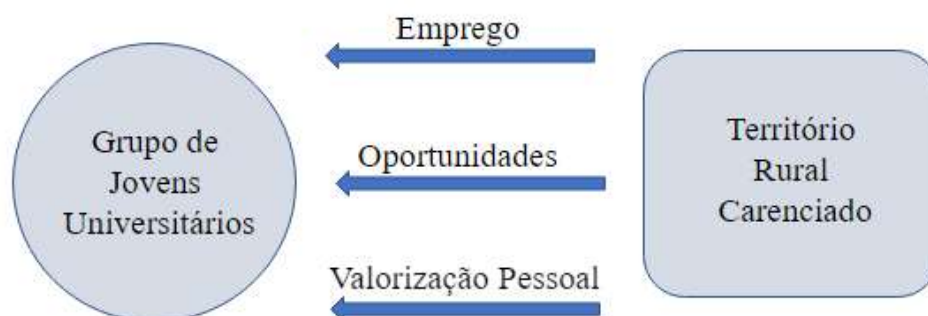 Emprego
Grupo de
Jovens
Universitários
Oportunidades
Valorização Pessoal
Território
Rural
Carenciado